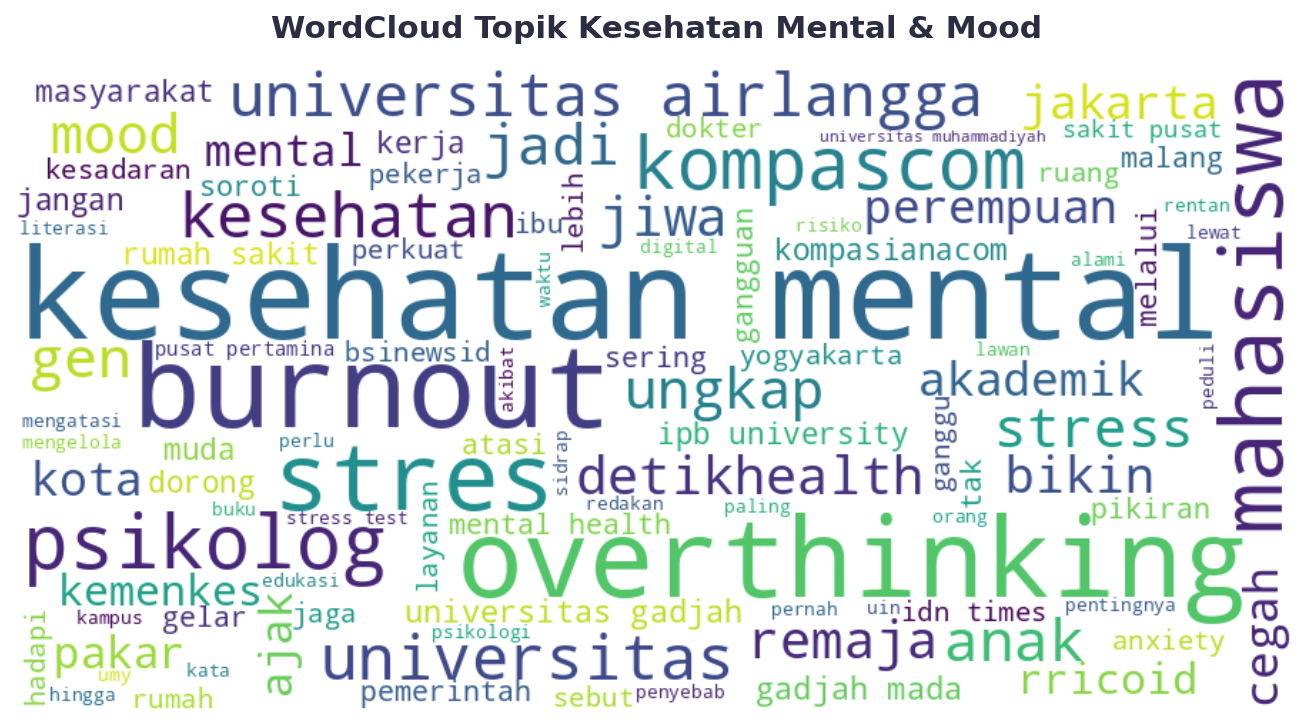 WordCloud Topik Kesehatan Mental & Mood
masyarakat
universitas airlangga
jakarta
mood
mental
kerja
jadi
dokter
universitas muhammadiyah
sakit pusat
kesadaran
soroti
pekerja
kompascom
ruang
malang
jangan
literasi
kesehatan
ibu
lebih
jiwa
perempuan
risiko
rentan
lewat
rumah sakit
perkuat
waktu
digital
gangguan
kompasianacom
alami
melalui
mahasiswa
kesehatan mental
gen
pusat pertamina
bsinewsid
burnout
akibat
sering
yogyakarta
lawan
ungkap
akademik
peduli
mengatasi
mengelola
muda
perlu
atasi
sidrap
ipb university
ganggu
stress
kota
dorong
stres
detikhealth
tak
bikin
buku
stress test
redakan
paling
orang
pikiran
psikolog
layanan
mental health
overthinking
kemenkes
edukasi
cegah
hadapi
kampus
gelar
ajak
jaga
universitas gadjah
pernah
uin
idn times
pentingnya
psikologi
pakar
umy
kata
universitas
remaja
anak
anxiety
hingga
rumah
pemerintah
sebut
penyebab
gadjah mada
rricoid